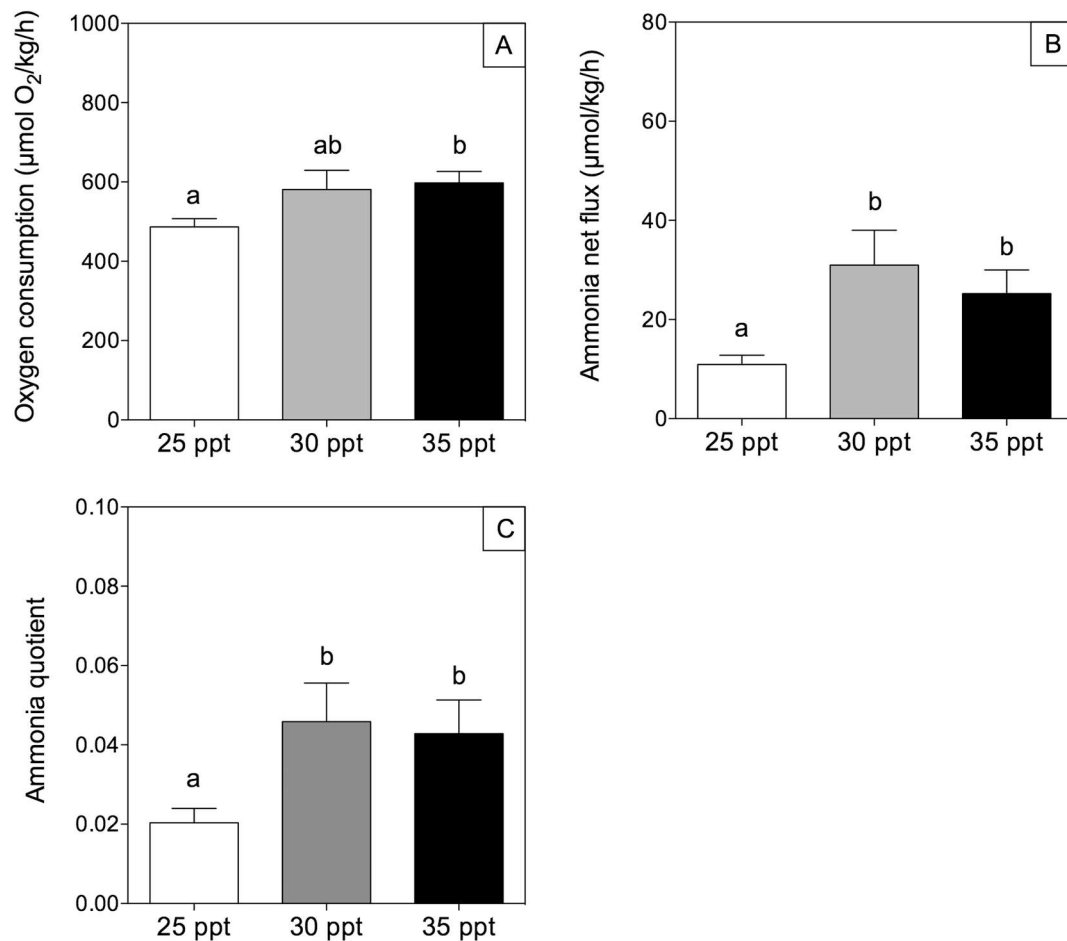 Oxygen consumption (µmol O2/kg/h)
1000
800
600
400
200
0
A
a
ab
b
25 ppt
30 ppt
35 ppt
Ammonia net flux (µmol/kg/h)
80
60
40
20
0
B
a
b
b
25 ppt
30 ppt
35 ppt
Ammonia quotient
0.10
0.08
0.06
0.04
0.02
0.00
C
a
b
b
25 ppt
30 ppt
35 ppt